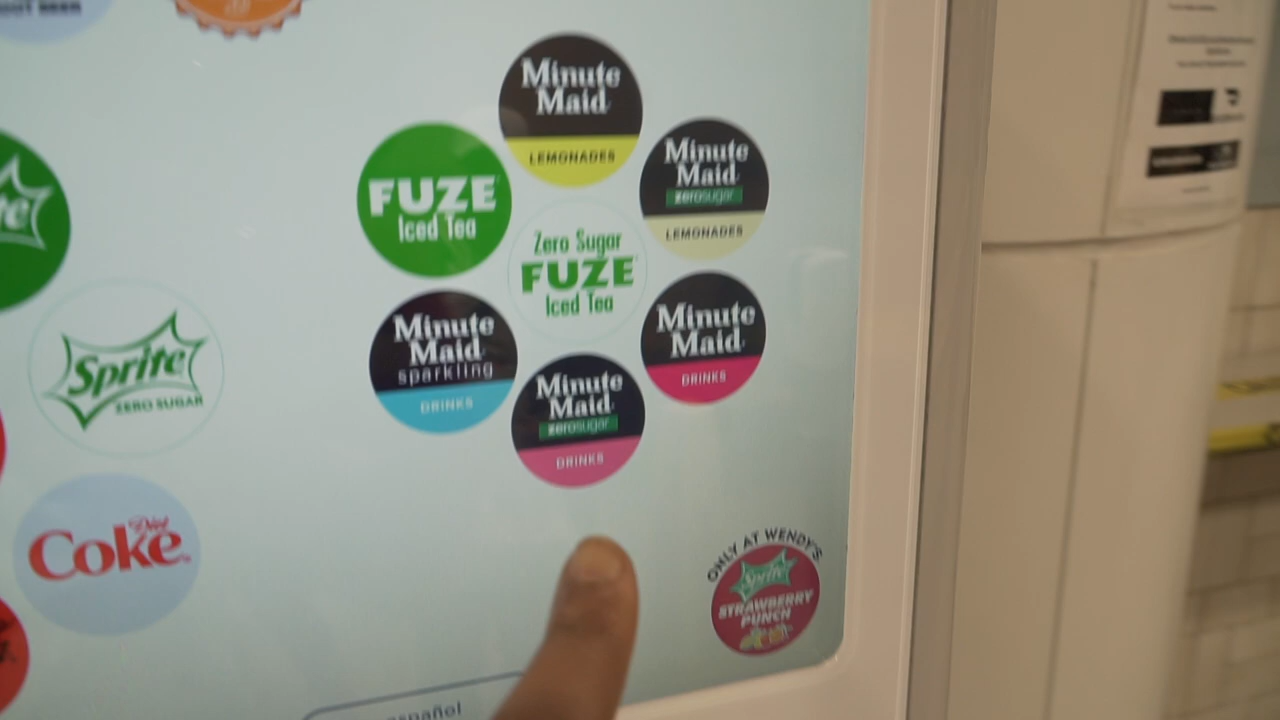 Minute
Maid
LEMONADES
Minute
Maid
zerosugar
LEMONADES
FUZE
Iced Tea
Zero Sugar
FUZE
Iced Tea
Minute
Maid
sparkling
DRINKS
Minute
Maid
DRINKS
Minute
Maid
zerosugar
DRINKS
Sprite
ZERO SUGAR
Diet
Coke
ONLY AT WENDY'S
Sprite
STRAWBERRY
PUNCH
español